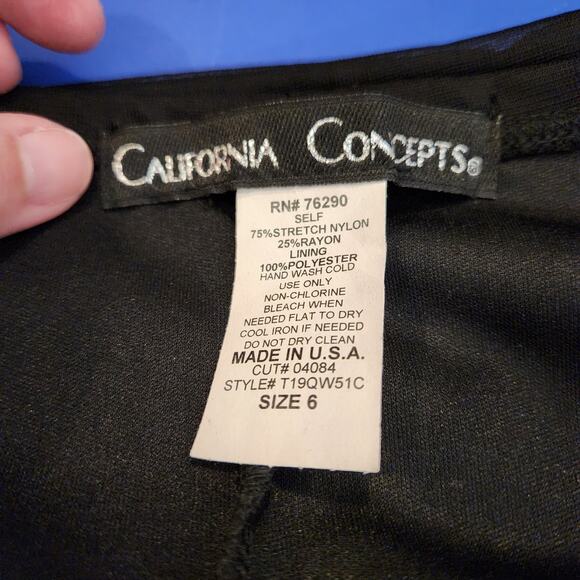 CALIFORNIA CONCEPTS®
RN# 76290
SELF
75%STRETCH NYLON
25%RAYON
LINING
100%POLYESTER
HAND WASH COLD
USE ONLY
NON-CHLORINE
BLEACH WHEN
NEEDED FLAT TO DRY
COOL IRON IF NEEDED
DO NOT DRY CLEAN
MADE IN U.S.A.
CUT# 04084
STYLE# T19QW51C
SIZE 6